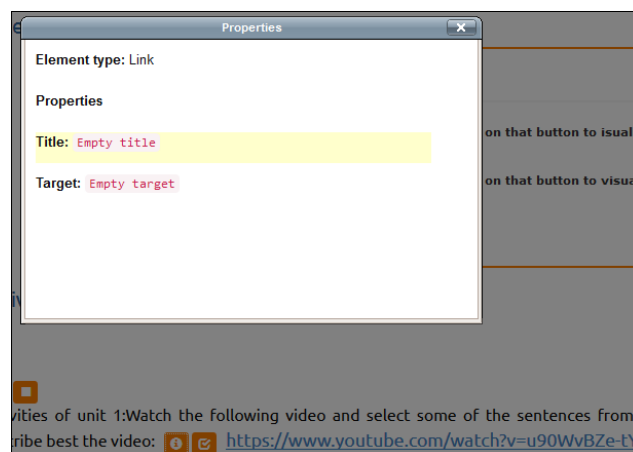 Properties
Element type: Link
Properties
Title: Empty title
on that button to isual
Target: Empty target
on that button to visua
vities of unit 1:Watch the following video and select some of the sentences from
cribe best the video: https://www.youtube.com/watch?v=u90WvBZe-tY